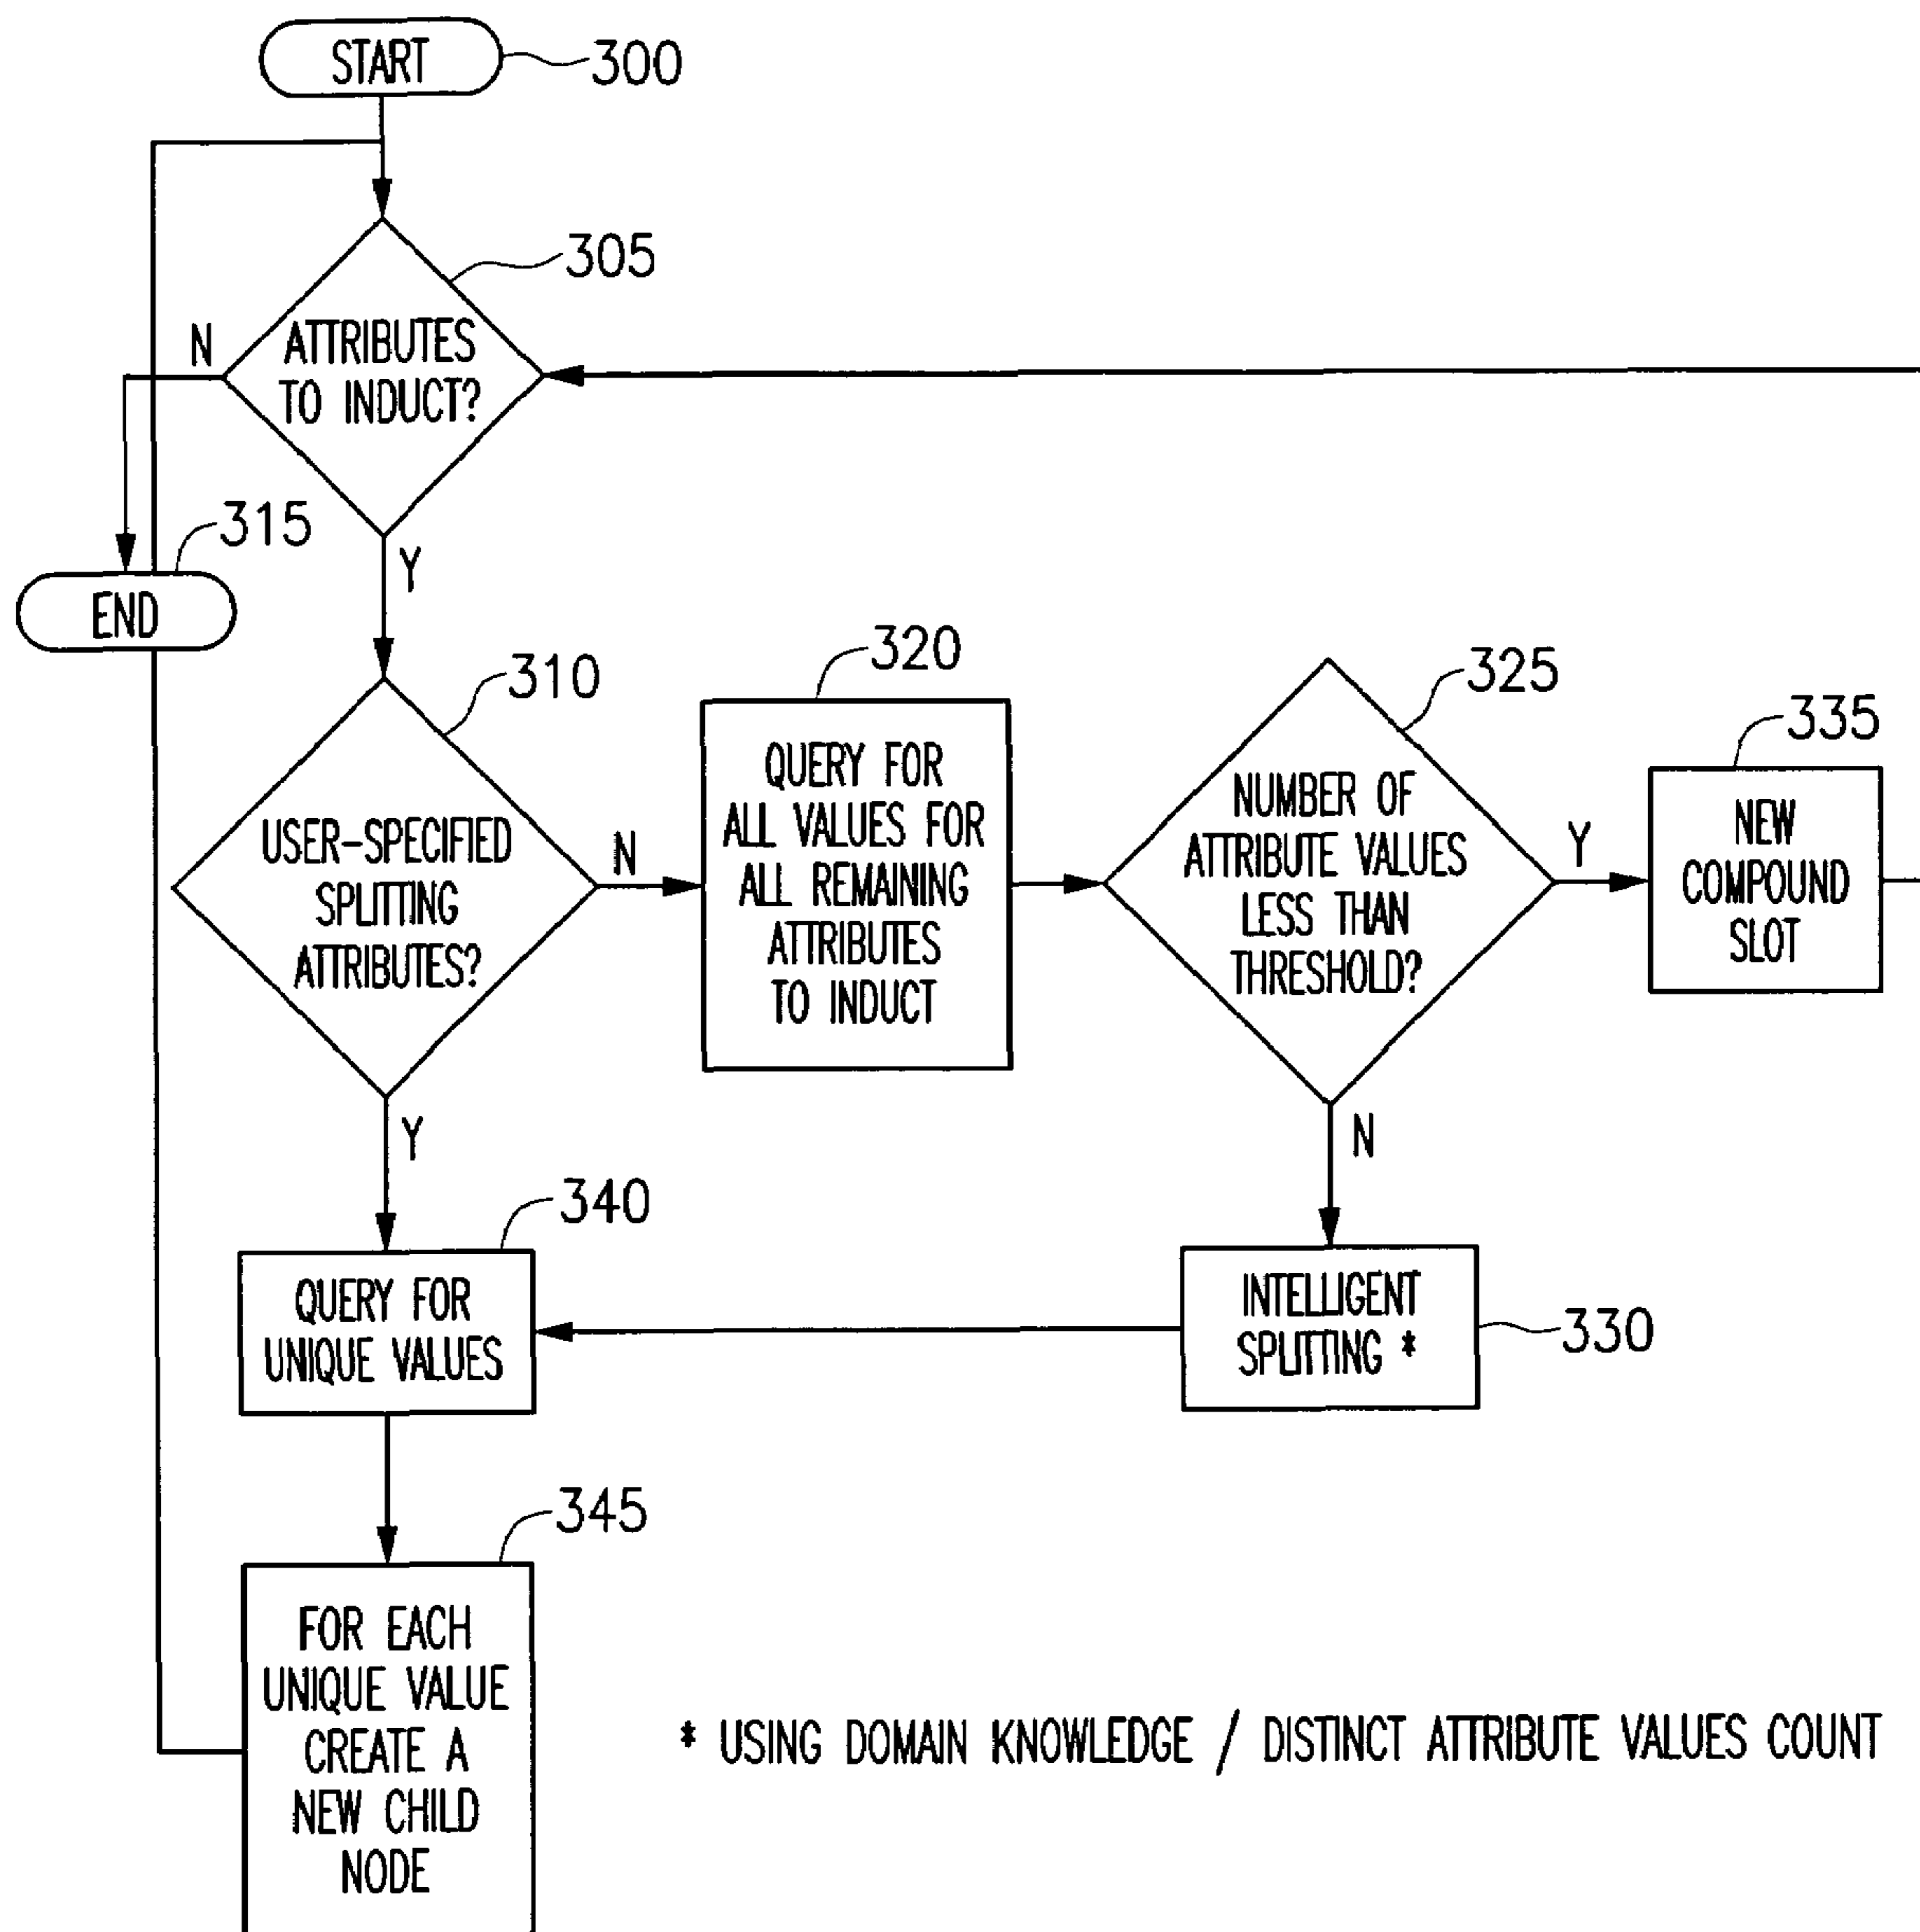 START
300
305
ATTRIBUTES
TO INDUCT?
N
Y
315
END
310
USER-SPECIFIED
SPLITTING
ATTRIBUTES?
N
Y
320
QUERY FOR
ALL VALUES FOR
ALL REMAINING
ATTRIBUTES
TO INDUCT
325
NUMBER OF
ATTRIBUTE VALUES
LESS THAN
THRESHOLD?
Y
N
335
NEW
COMPOUND
SLOT
340
QUERY FOR
UNIQUE VALUES
INTELLIGENT
SPLITTING *
330
345
FOR EACH
UNIQUE VALUE
CREATE A
NEW CHILD
NODE
* USING DOMAIN KNOWLEDGE / DISTINCT ATTRIBUTE VALUES COUNT